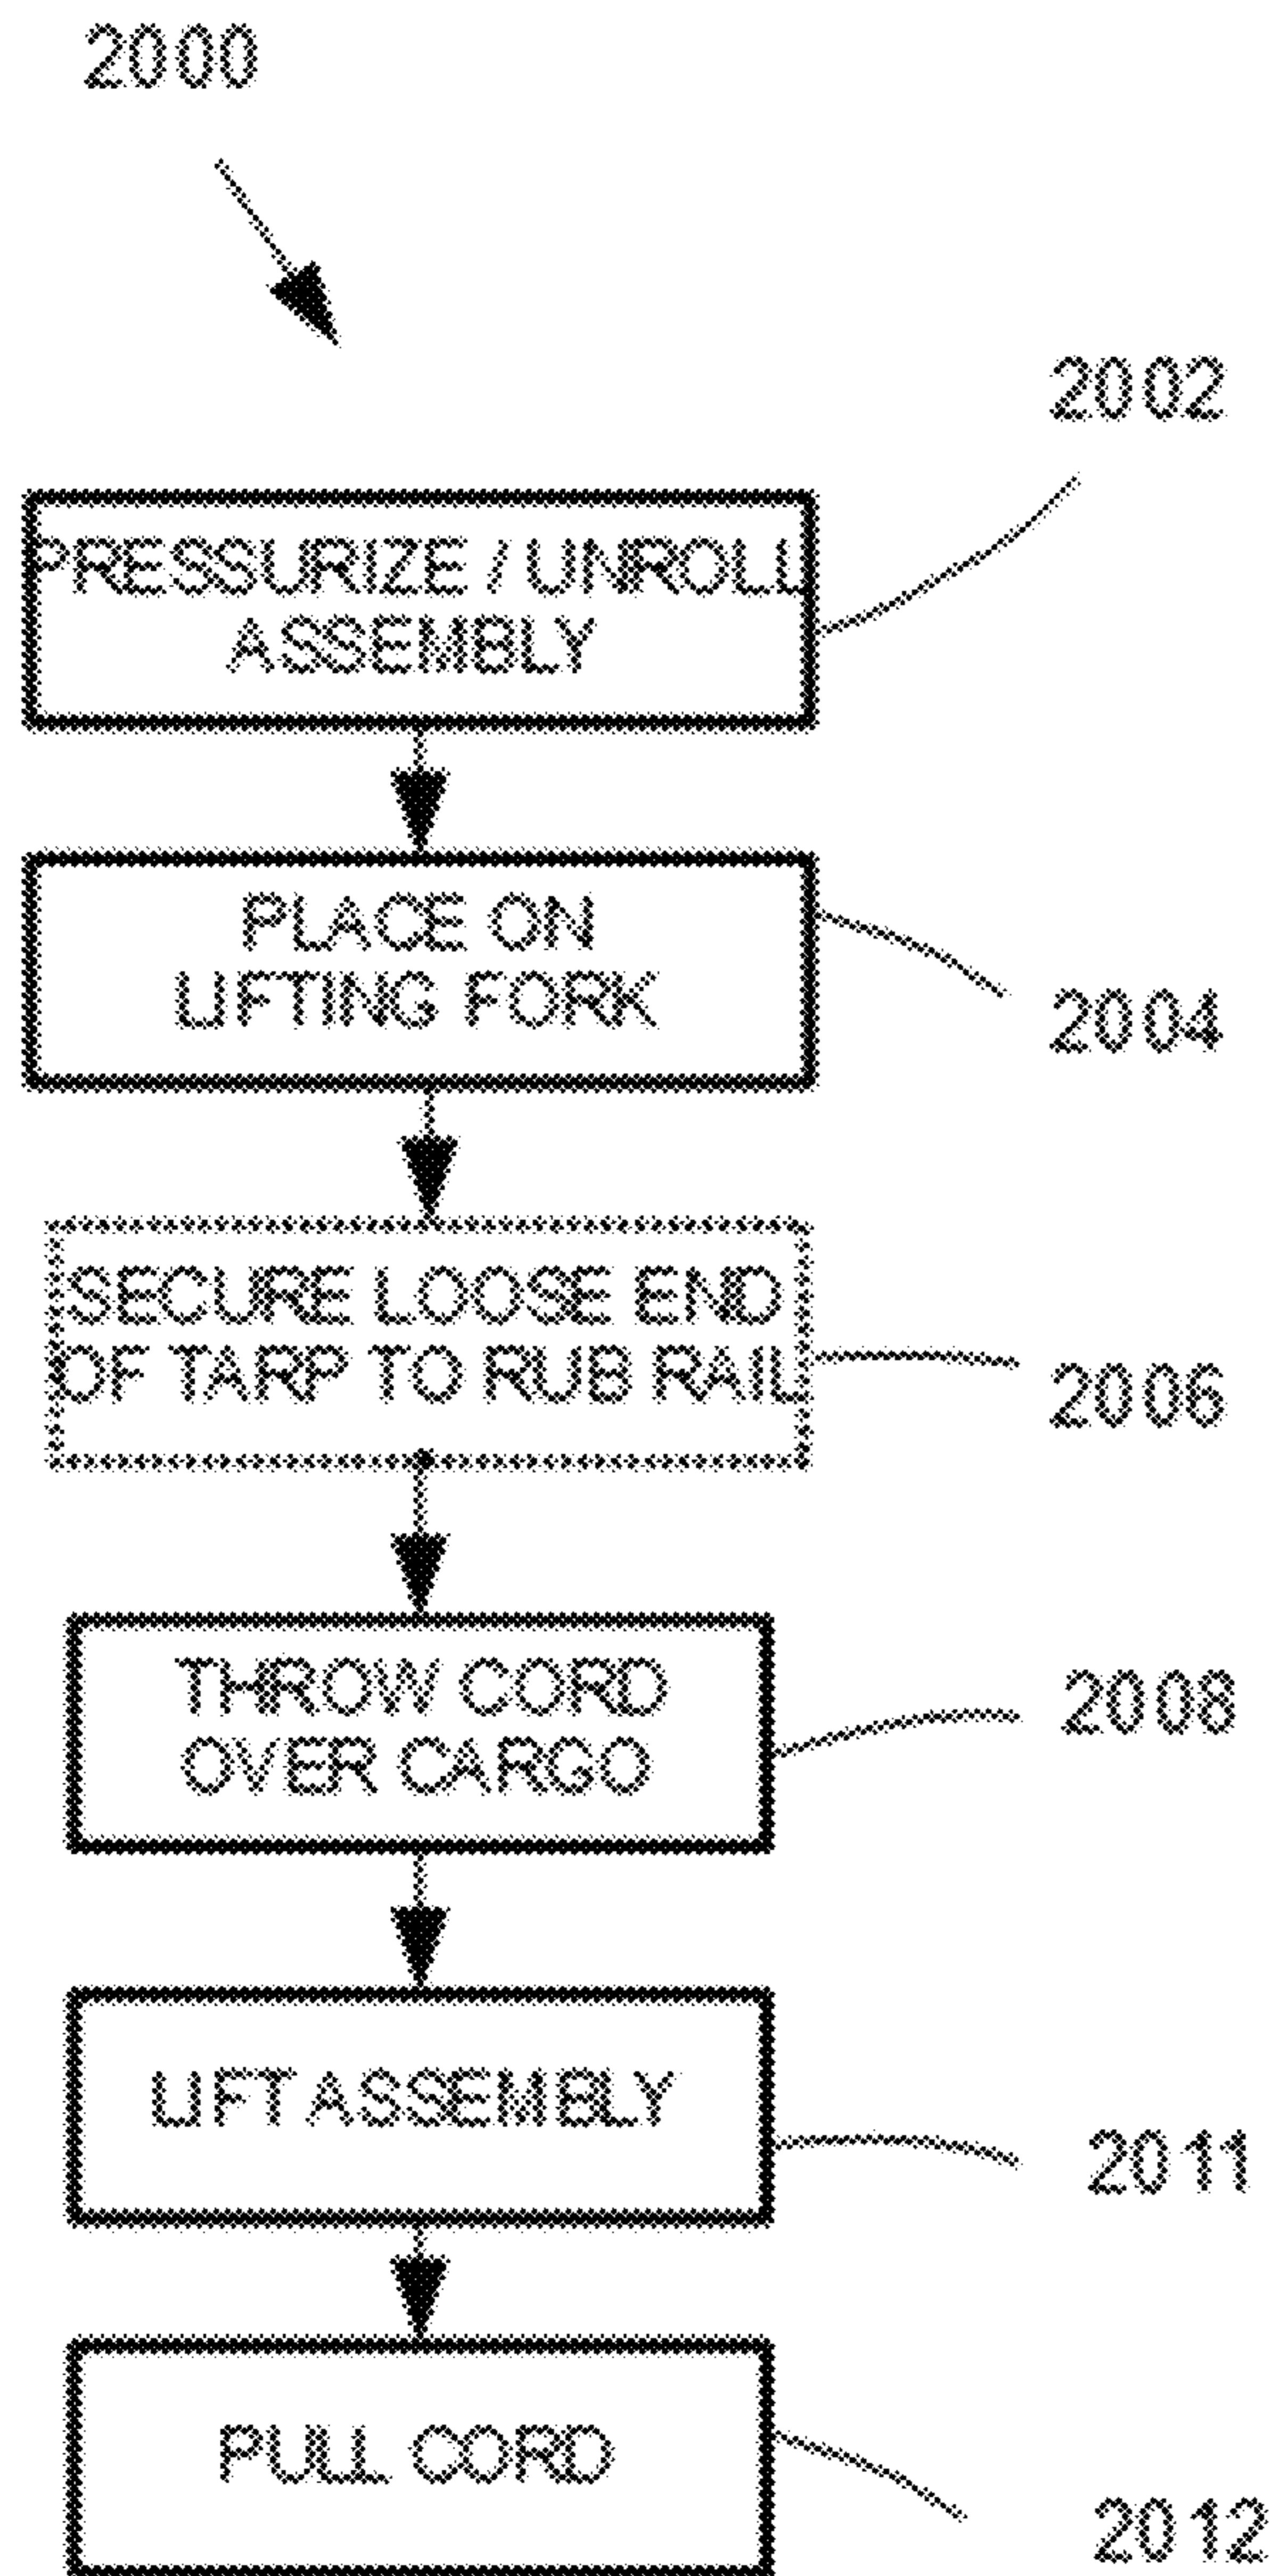 2000
2002
PRESSURIZE / UNROLL
ASSEMBLY
PLACE ON
LIFTING FORK
2004
SECURE LOOSE END
OF TARP TO RUB RAIL
2006
THROW CORD
OVER CARGO
2008
LIFT ASSEMBLY
2011
PULL CORD
2012